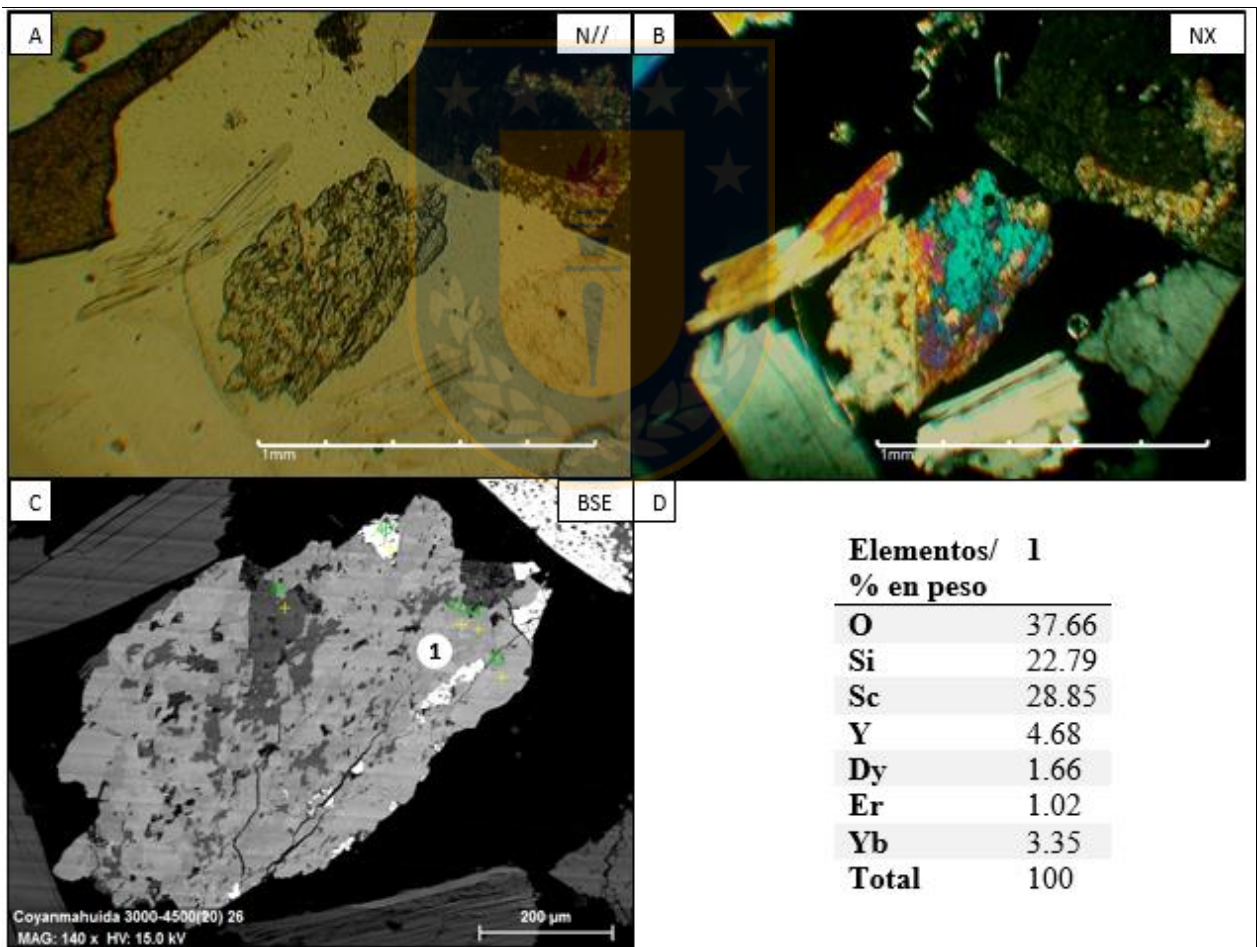 A
N//
B
NX
1mm
1mm
C
BSE
D
1
Coyanmahuida 3000-4500(20) 26
MAG: 140 x HV: 15.0 kV
200 µm
Elementos/ 1
% en peso
O 37.66
Si 22.79
Sc 28.85
Y 4.68
Dy 1.66
Er 1.02
Yb 3.35
Total 100